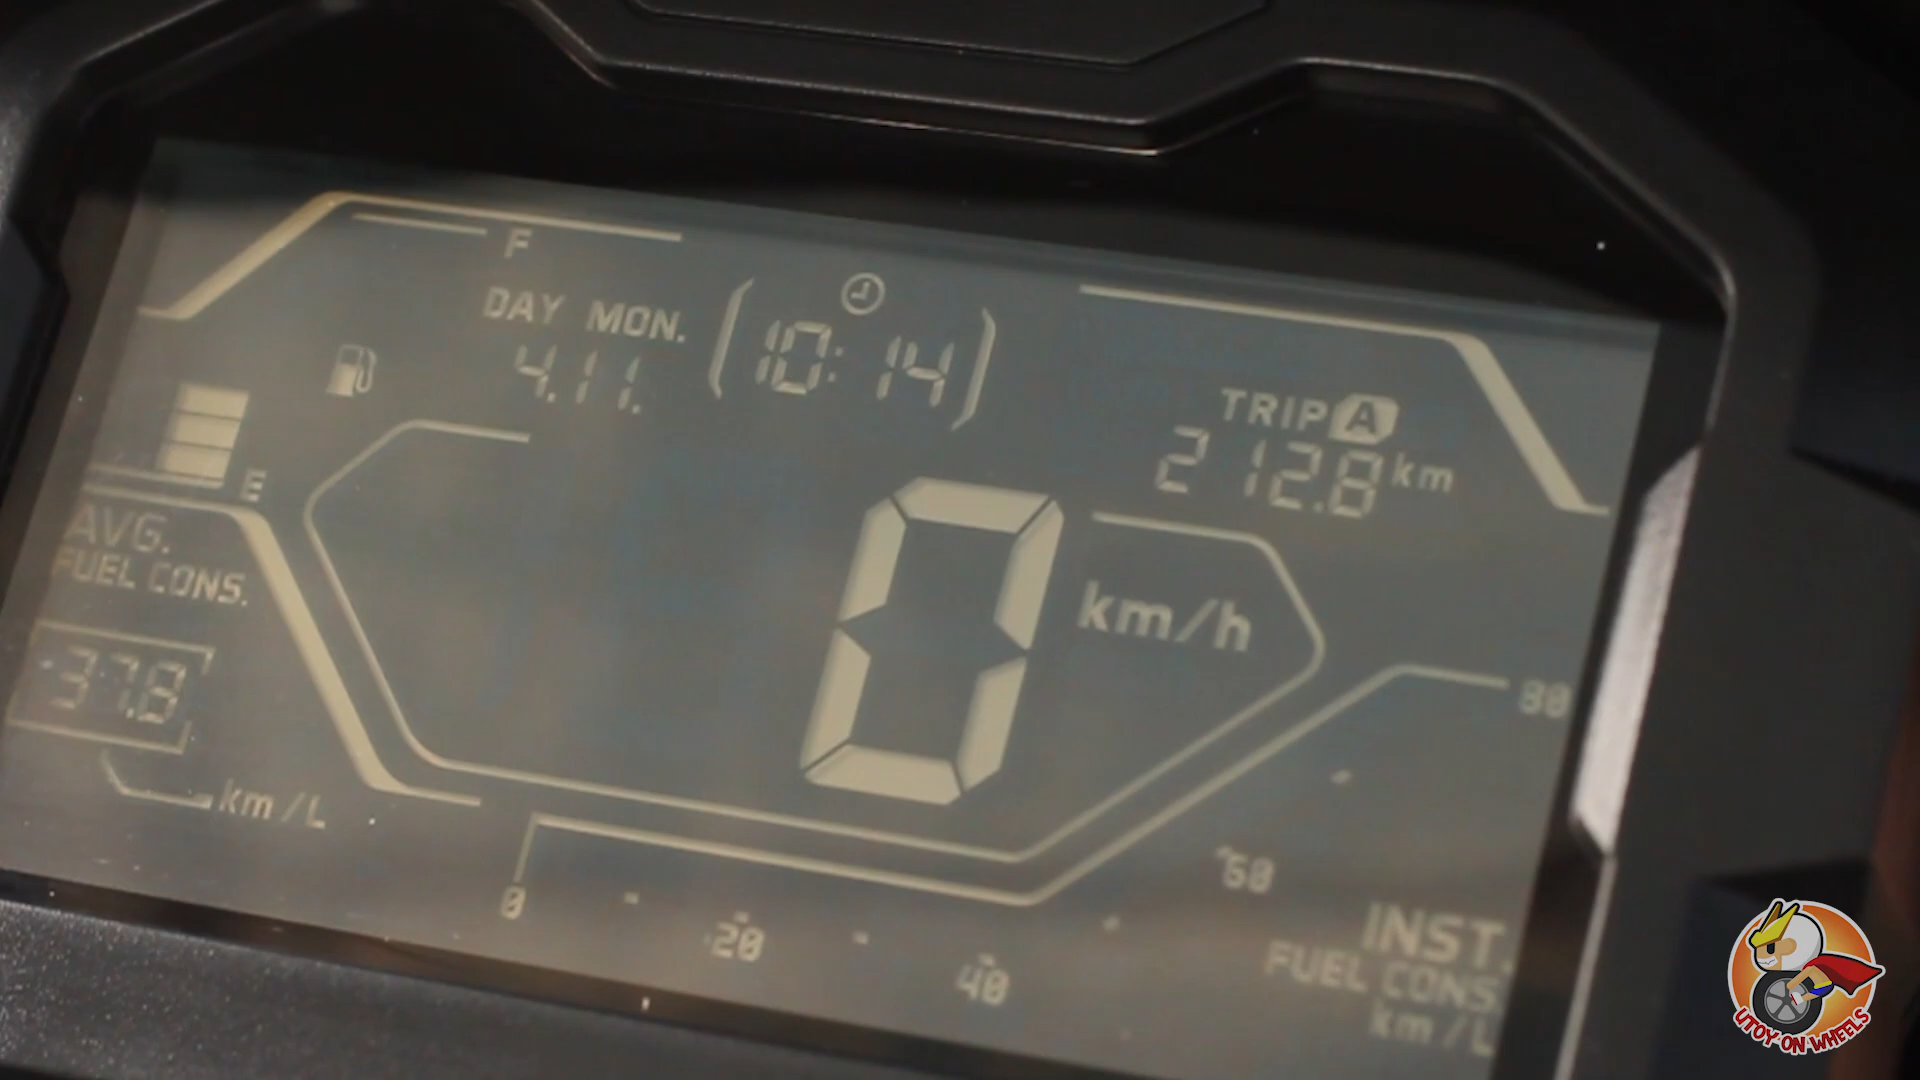 F
DAY MON.
4.11.
10:14
TRIP A
212.8 km
E
AVG.
FUEL CONS.
37.8
km/L
0 km/h
0
20
40
60
80
INST.
FUEL CONS.
km/L
UTOY ON WHEELS